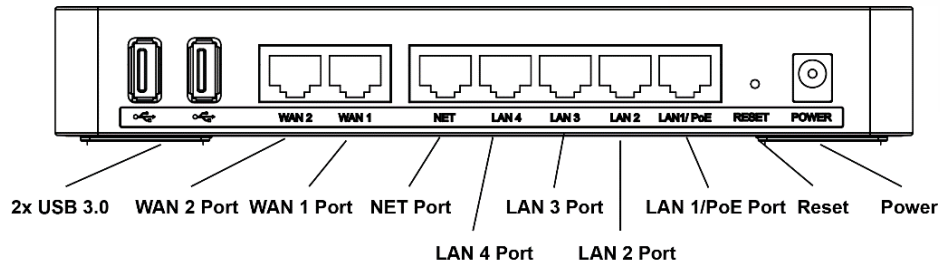 WAN 2 WAN 1 NET LAN 4 LAN 3 LAN 2 LAN1/ PoE RESET POWER
2x USB 3.0 WAN 2 Port WAN 1 Port NET Port LAN 3 Port LAN 1/PoE Port Reset Power
LAN 4 Port LAN 2 Port